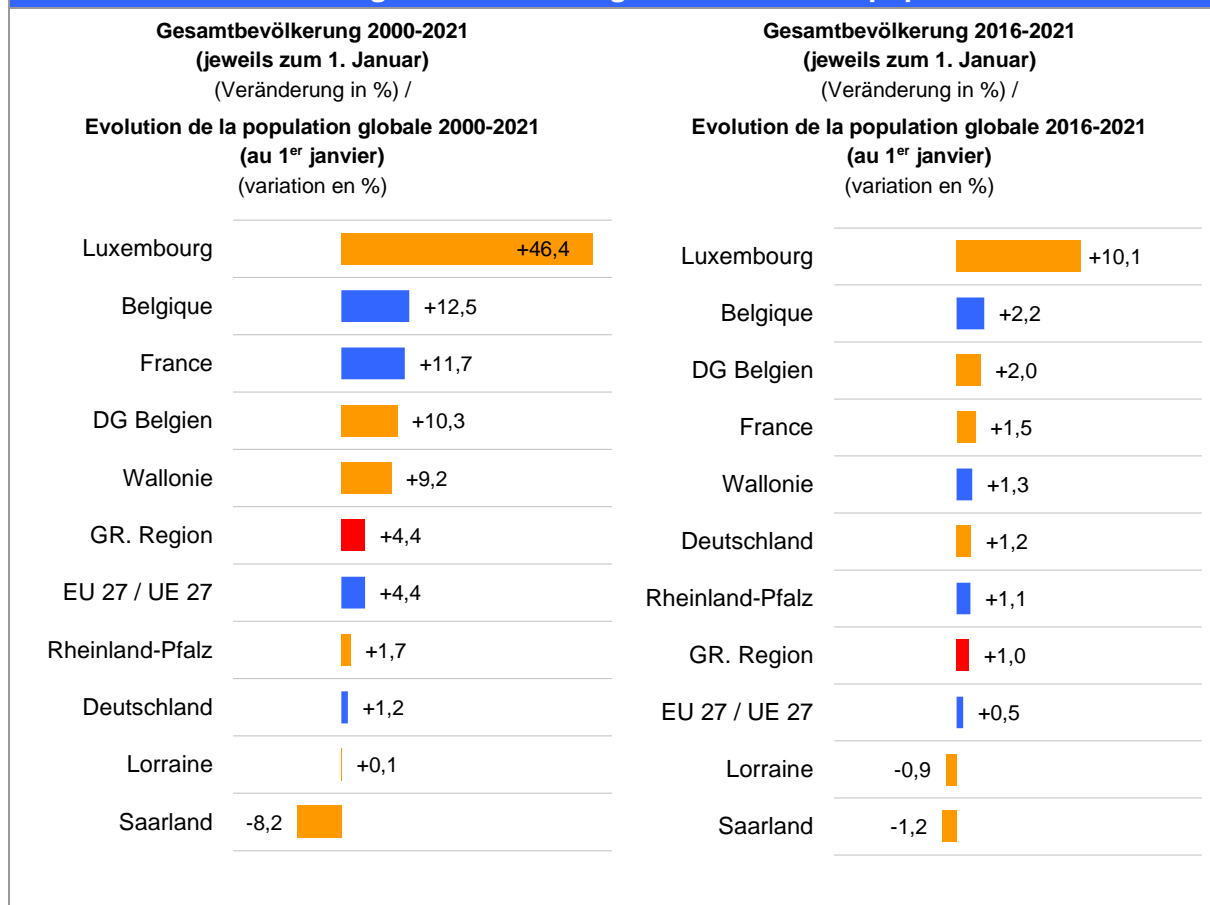 Gesamtbevölkerung 2000-2021
(jeweils zum 1. Januar)
(Veränderung in %) /
Evolution de la population globale 2000-2021
(au 1er janvier)
(variation en %)
Luxembourg +46,4
Belgique +12,5
France +11,7
DG Belgien +10,3
Wallonie +9,2
GR. Region +4,4
EU 27 / UE 27 +4,4
Rheinland-Pfalz +1,7
Deutschland +1,2
Lorraine +0,1
Saarland -8,2
Gesamtbevölkerung 2016-2021
(jeweils zum 1. Januar)
(Veränderung in %) /
Evolution de la population globale 2016-2021
(au 1er janvier)
(variation en %)
Luxembourg +10,1
Belgique +2,2
DG Belgien +2,0
France +1,5
Wallonie +1,3
Deutschland +1,2
Rheinland-Pfalz +1,1
GR. Region +1,0
EU 27 / UE 27 +0,5
Lorraine -0,9
Saarland -1,2